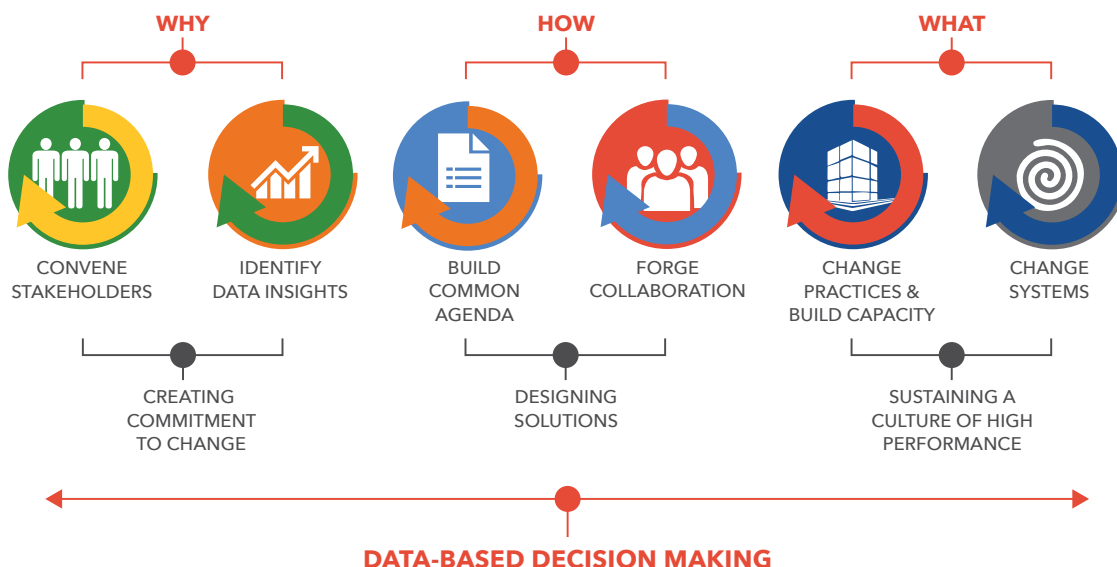 WHY
HOW
WHAT
CONVENE
STAKEHOLDERS
IDENTIFY
DATA INSIGHTS
BUILD
COMMON
AGENDA
FORGE
COLLABORATION
CHANGE
PRACTICES &
BUILD CAPACITY
CHANGE
SYSTEMS
CREATING
COMMITMENT
TO CHANGE
DESIGNING
SOLUTIONS
SUSTAINING A
CULTURE OF HIGH
PERFORMANCE
DATA-BASED DECISION MAKING